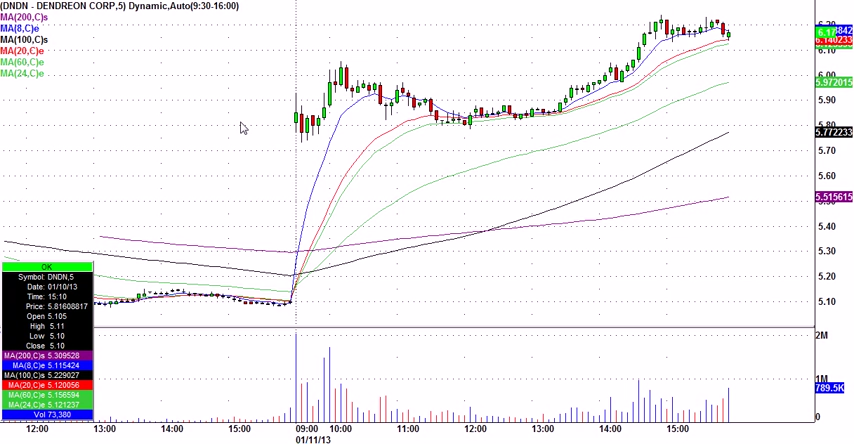 (DNDN - DENDREON CORP,5) Dynamic,Auto(9:30-16:00)
MA(200,C)s
MA(8,C)e
MA(100,C)s
MA(20,C)e
MA(60,C)e
MA(24,C)e
6.20
6.10
6.00
5.972015
5.90
5.80
5.772233
5.70
5.60
5.515615
5.40
5.30
5.20
5.10
OK
Symbol: DNDN,5
Date: 01/10/13
Time: 15:10
Price: 5.81608817
Open 5.105
High 5.11
Low 5.10
Close 5.10
MA(200,C)s 5.309528
MA(8,C)e 5.115424
MA(100,C)s 5.229027
MA(20,C)e 5.120056
MA(60,C)e 5.156594
MA(24,C)e 5.121237
Vol 73,380
2M
1M
789.5K
0
12:00 13:00 14:00 15:00 09:00 10:00 11:00 12:00 13:00 14:00 15:00
01/11/13